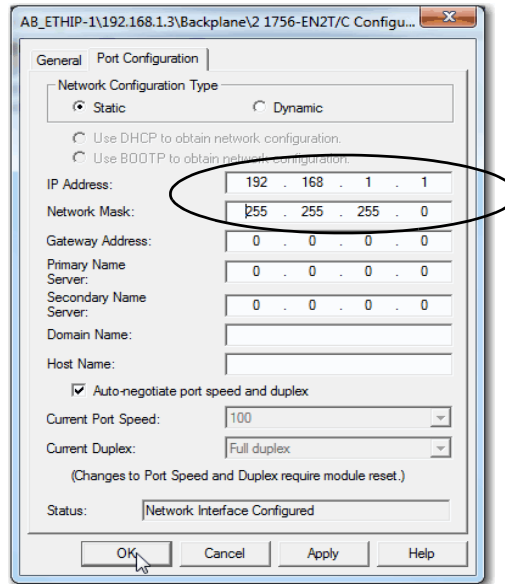 AB_ETHIP-1\192.168.1.3\Backplane\2 1756-EN2T/C Configu...
General Port Configuration
Network Configuration Type
Static Dynamic
Use DHCP to obtain network configuration.
Use BOOTP to obtain network configuration.
IP Address: 192 . 168 . 1 . 1
Network Mask: 255 . 255 . 255 . 0
Gateway Address: 0 . 0 . 0 . 0
Primary Name
Server: 0 . 0 . 0 . 0
Secondary Name
Server: 0 . 0 . 0 . 0
Domain Name:
Host Name:
Auto-negotiate port speed and duplex
Current Port Speed: 100
Current Duplex: Full duplex
(Changes to Port Speed and Duplex require module reset.)
Status: Network Interface Configured
OK Cancel Apply Help